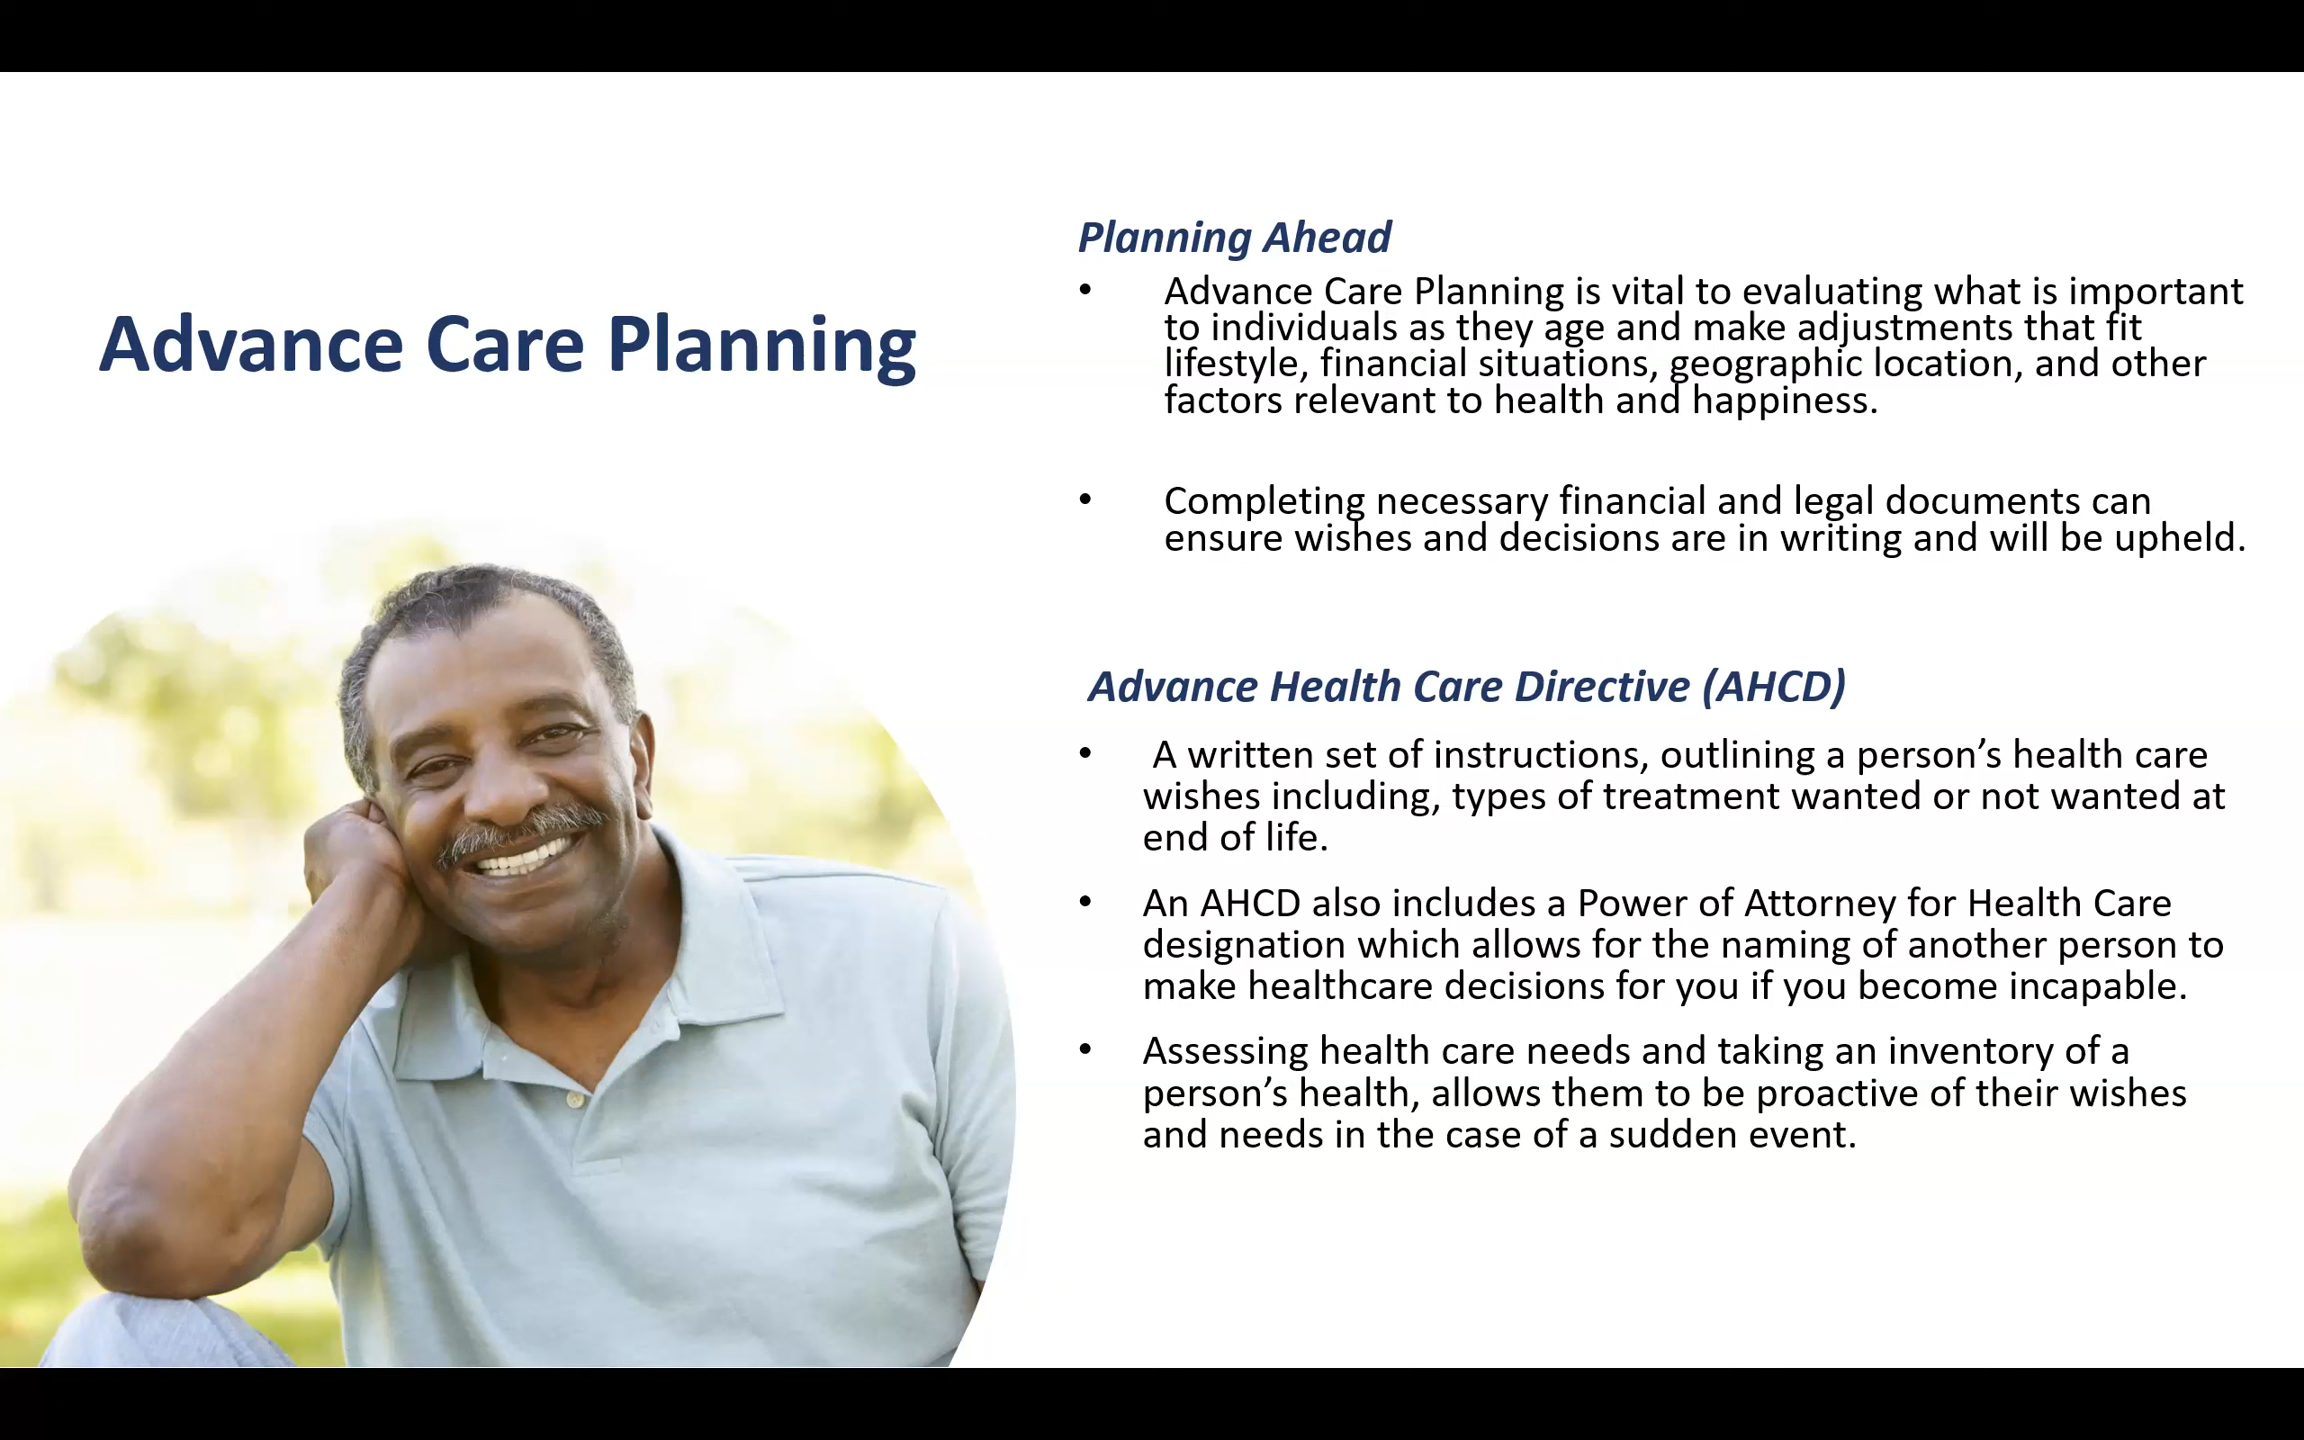 Advance Care Planning
Planning Ahead
• Advance Care Planning is vital to evaluating what is important
to individuals as they age and make adjustments that fit
lifestyle, financial situations, geographic location, and other
factors relevant to health and happiness.
• Completing necessary financial and legal documents can
ensure wishes and decisions are in writing and will be upheld.
Advance Health Care Directive (AHCD)
• A written set of instructions, outlining a person’s health care
wishes including, types of treatment wanted or not wanted at
end of life.
• An AHCD also includes a Power of Attorney for Health Care
designation which allows for the naming of another person to
make healthcare decisions for you if you become incapable.
• Assessing health care needs and taking an inventory of a
person’s health, allows them to be proactive of their wishes
and needs in the case of a sudden event.